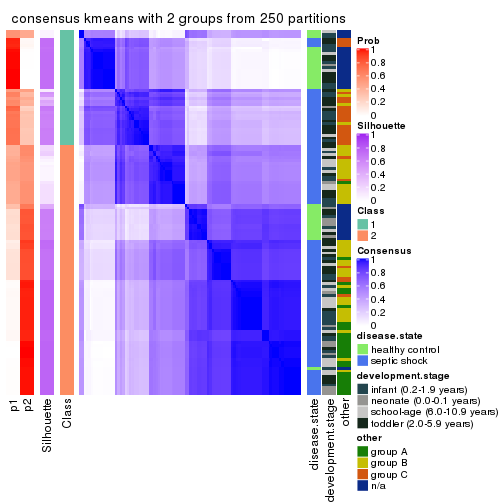 consensus kmeans with 2 groups from 250 partitions
Prob
1
0.8
0.6
0.4
0.2
0
Silhouette
1
0.8
0.6
0.4
0.2
0
Class
1
2
Consensus
1
0.8
0.6
0.4
0.2
0
disease.state
healthy control
septic shock
development.stage
infant (0.2-1.9 years)
neonate (0.0-0.1 years)
school-age (6.0-10.9 years)
toddler (2.0-5.9 years)
other
group A
group B
group C
n/a
p1
p2
Silhouette
Class
disease.state
development.stage
other